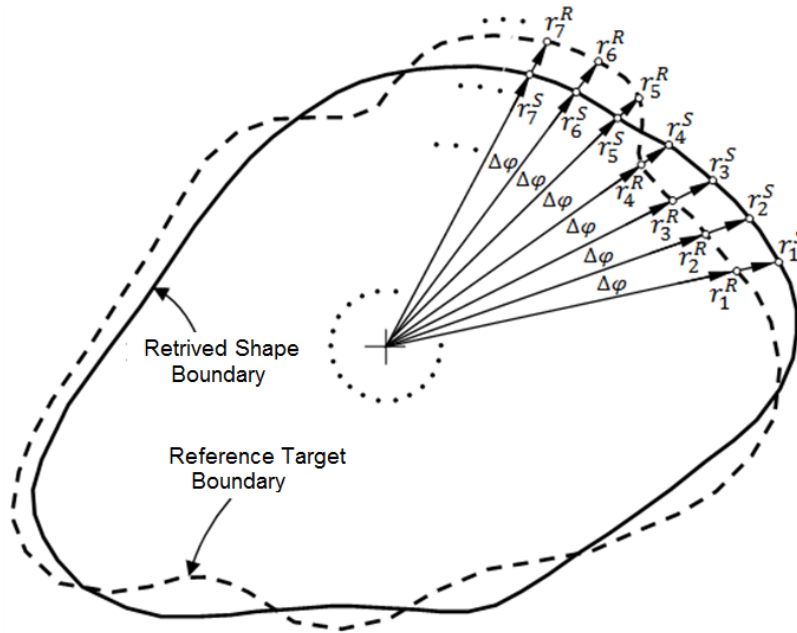 r₇ᴿ
r₆ᴿ
r₅ᴿ
r₇ˢ
r₆ˢ
r₅ˢ
r₄ˢ
r₃ˢ
r₂ˢ
r₁ˢ
r₄ᴿ
r₃ᴿ
r₂ᴿ
r₁ᴿ
Δφ
Δφ
Δφ
Δφ
Δφ
Δφ
Retrived Shape
Boundary
Reference Target
Boundary